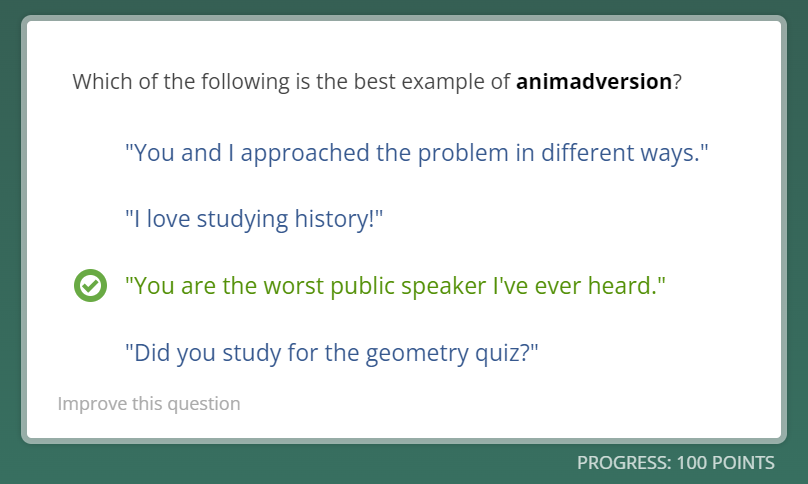 Which of the following is the best example of animadversion?
"You and I approached the problem in different ways."
"I love studying history!"
"You are the worst public speaker I've ever heard."
"Did you study for the geometry quiz?"
Improve this question
PROGRESS: 100 POINTS